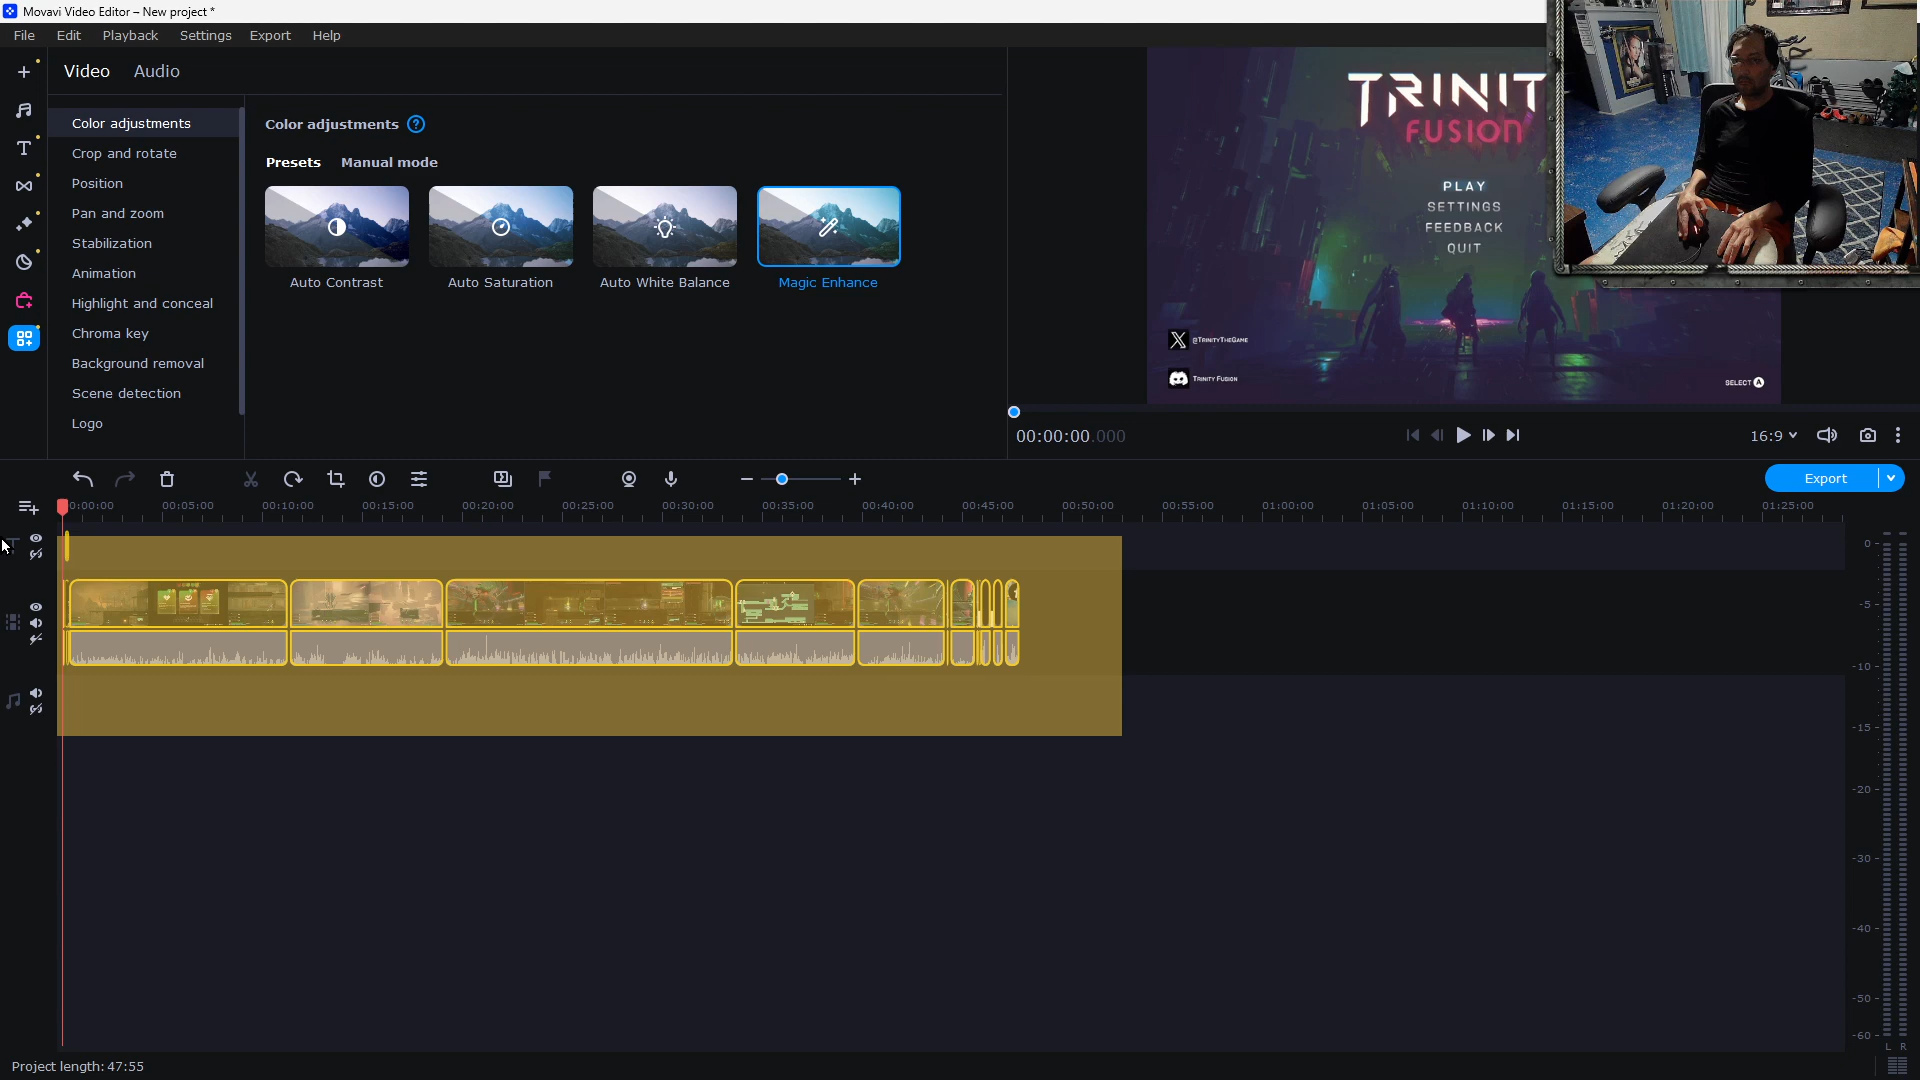 Movavi Video Editor – New project *
File Edit Playback Settings Export Help
Video Audio
Color adjustments
Crop and rotate
Position
Pan and zoom
Stabilization
Animation
Highlight and conceal
Chroma key
Background removal
Scene detection
Logo
Color adjustments ?
Presets Manual mode
Auto Contrast Auto Saturation Auto White Balance Magic Enhance
TRINIT
FUSION
PLAY
SETTINGS
FEEDBACK
QUIT
@TRINITYTHEGAME
TRINITY FUSION
SELECT A
00:00:00.000
16:9
Export
0:00:00 00:05:00 00:10:00 00:15:00 00:20:00 00:25:00 00:30:00 00:35:00 00:40:00 00:45:00 00:50:00 00:55:00 01:00:00 01:05:00 01:10:00 01:15:00 01:20:00 01:25:00
0
-5
-10
-15
-20
-30
-40
-50
-60
L R
Project length: 47:55